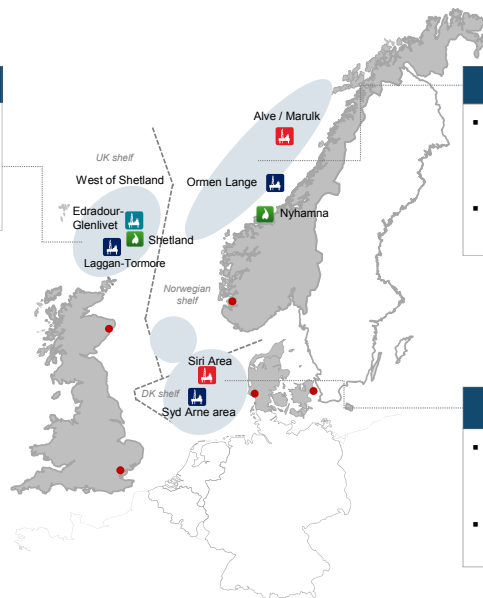 Alve / Marulk
UK shelf
West of Shetland
Ormen Lange
Edradour-
Glenlivet
Nyhamna
Shetland
Laggan-Tormore
Norwegian
shelf
Siri Area
DK shelf
Syd Arne area